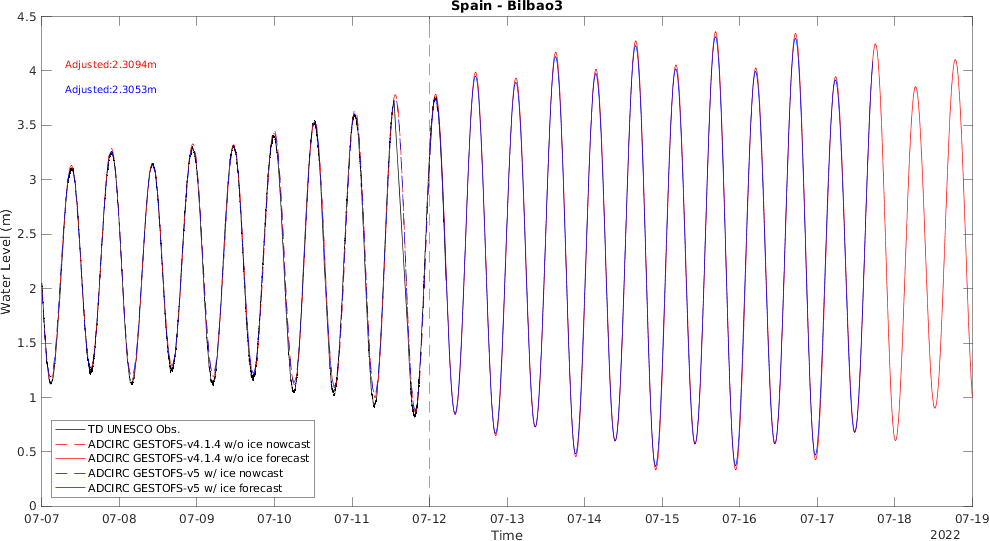 Spain - Bilbao3
4.5
4
3.5
3
2.5
2
1.5
1
0.5
0
Water Level (m)
Adjusted:2.3094m
Adjusted:2.3053m
TD UNESCO Obs.
ADCIRC GESTOFS-v4.1.4 w/o ice nowcast
ADCIRC GESTOFS-v4.1.4 w/o ice forecast
ADCIRC GESTOFS-v5 w/ ice nowcast
ADCIRC GESTOFS-v5 w/ ice forecast
07-07 07-08 07-09 07-10 07-11 07-12 07-13 07-14 07-15 07-16 07-17 07-18 07-19
Time
2022